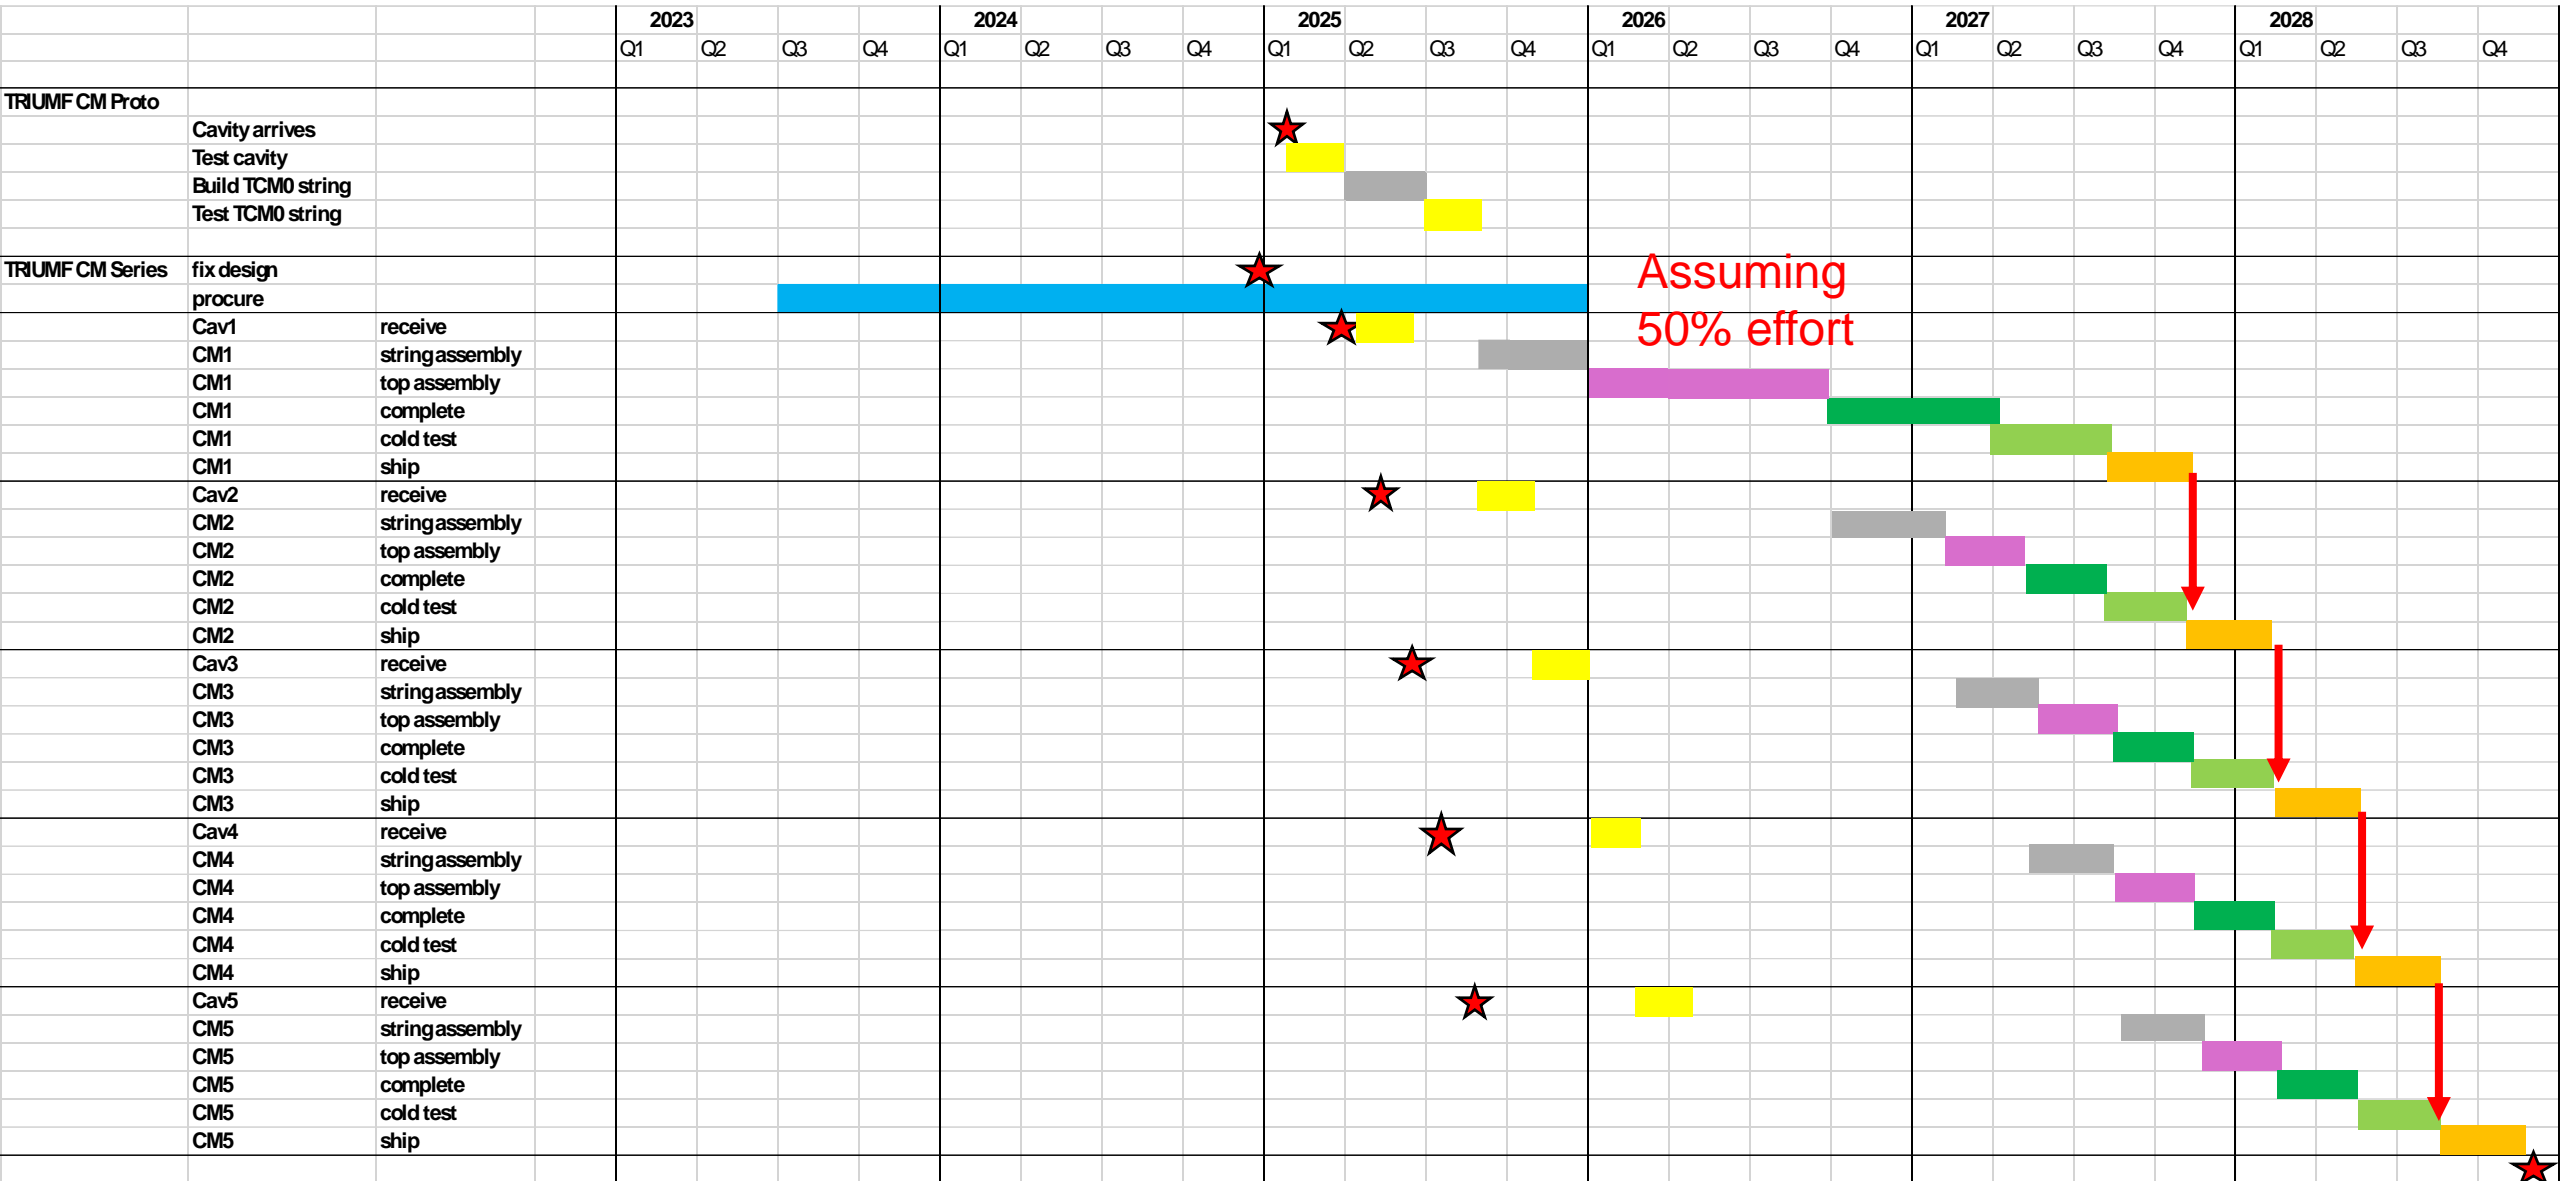 2023 2024 2025 2026 2027 2028
Q1 Q2 Q3 Q4 Q1 Q2 Q3 Q4 Q1 Q2 Q3 Q4 Q1 Q2 Q3 Q4 Q1 Q2 Q3 Q4 Q1 Q2 Q3 Q4
TRIUMF CM Proto
Cavity arrives
Test cavity
Build TCM0 string
Test TCM0 string
TRIUMF CM Series fix design
Assuming
procure
Cav1 receive
50% effort
CM1 string assembly
CM1 top assembly
CM1 complete
CM1 cold test
CM1 ship
Cav2 receive
CM2 string assembly
CM2 top assembly
CM2 complete
CM2 cold test
CM2 ship
Cav3 receive
CM3 string assembly
CM3 top assembly
CM3 complete
CM3 cold test
CM3 ship
Cav4 receive
CM4 string assembly
CM4 top assembly
CM4 complete
CM4 cold test
CM4 ship
Cav5 receive
CM5 string assembly
CM5 top assembly
CM5 complete
CM5 cold test
CM5 ship